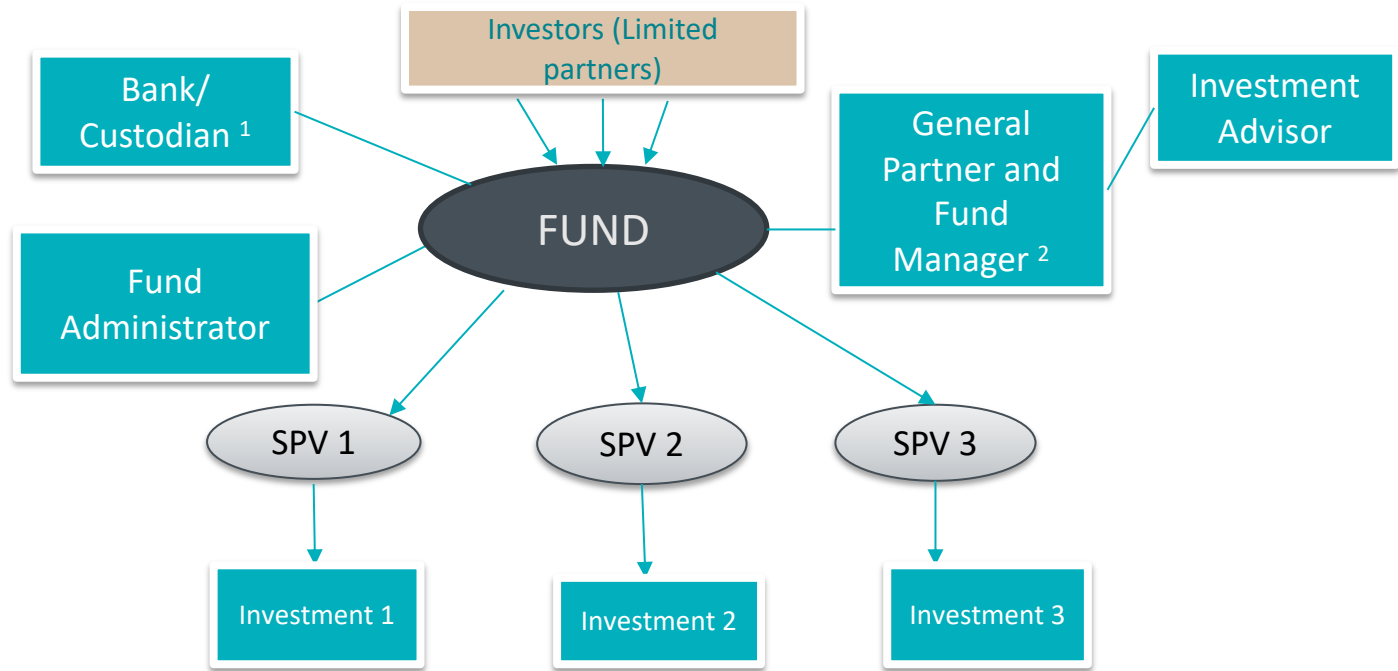 Investors (Limited
partners)
Bank/
Custodian ¹
General
Partner and
Fund
Manager ²
Investment
Advisor
FUND
Fund
Administrator
SPV 1
SPV 2
SPV 3
Investment 1
Investment 2
Investment 3